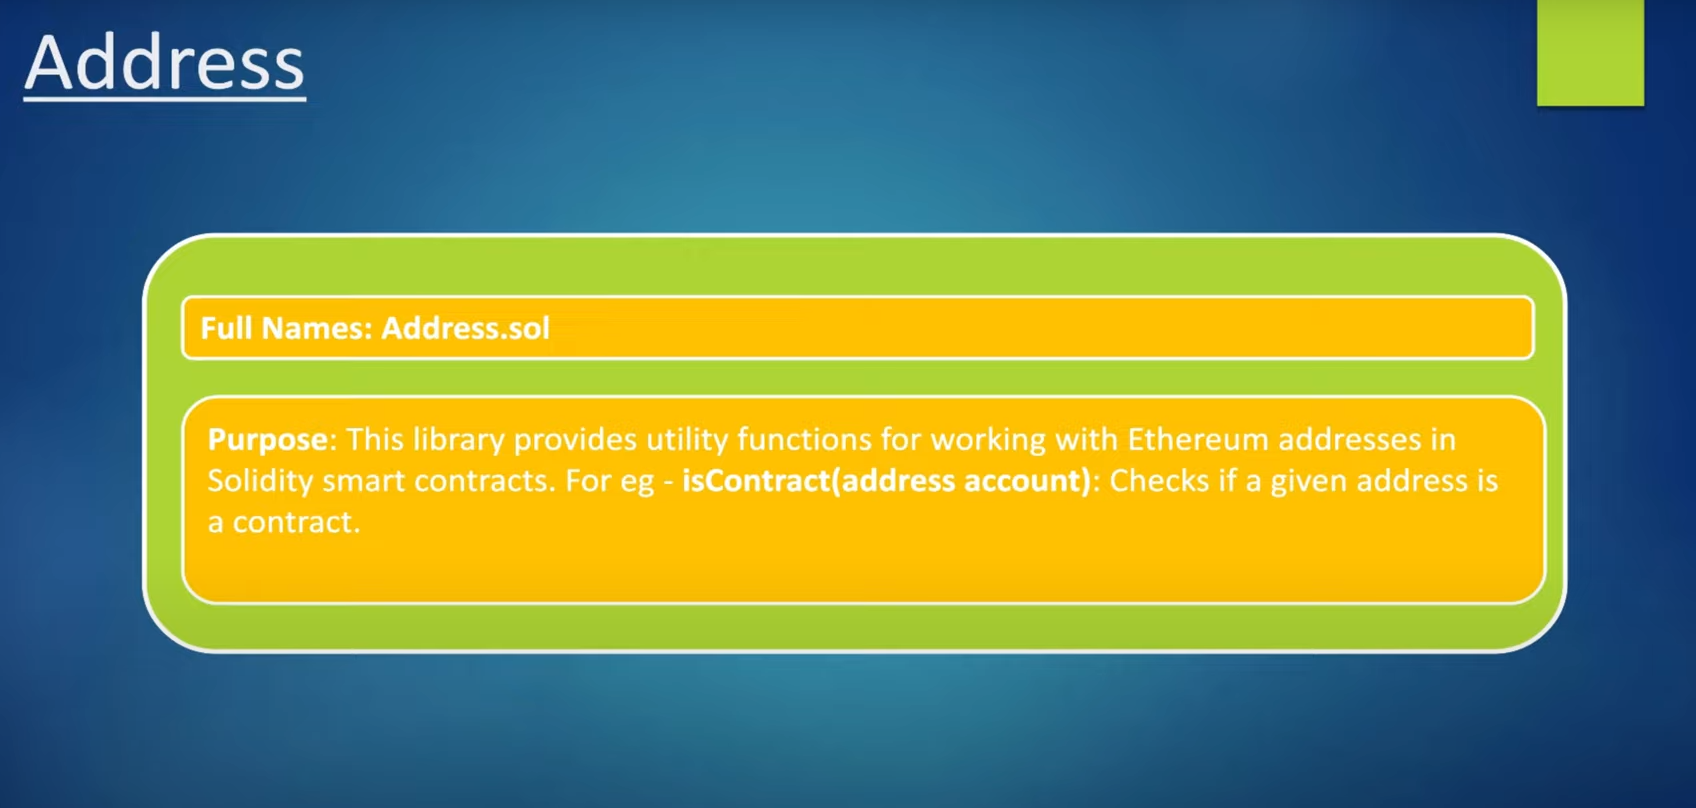 Address
Full Names: Address.sol
Purpose: This library provides utility functions for working with Ethereum addresses in
Solidity smart contracts. For eg - isContract(address account): Checks if a given address is
a contract.